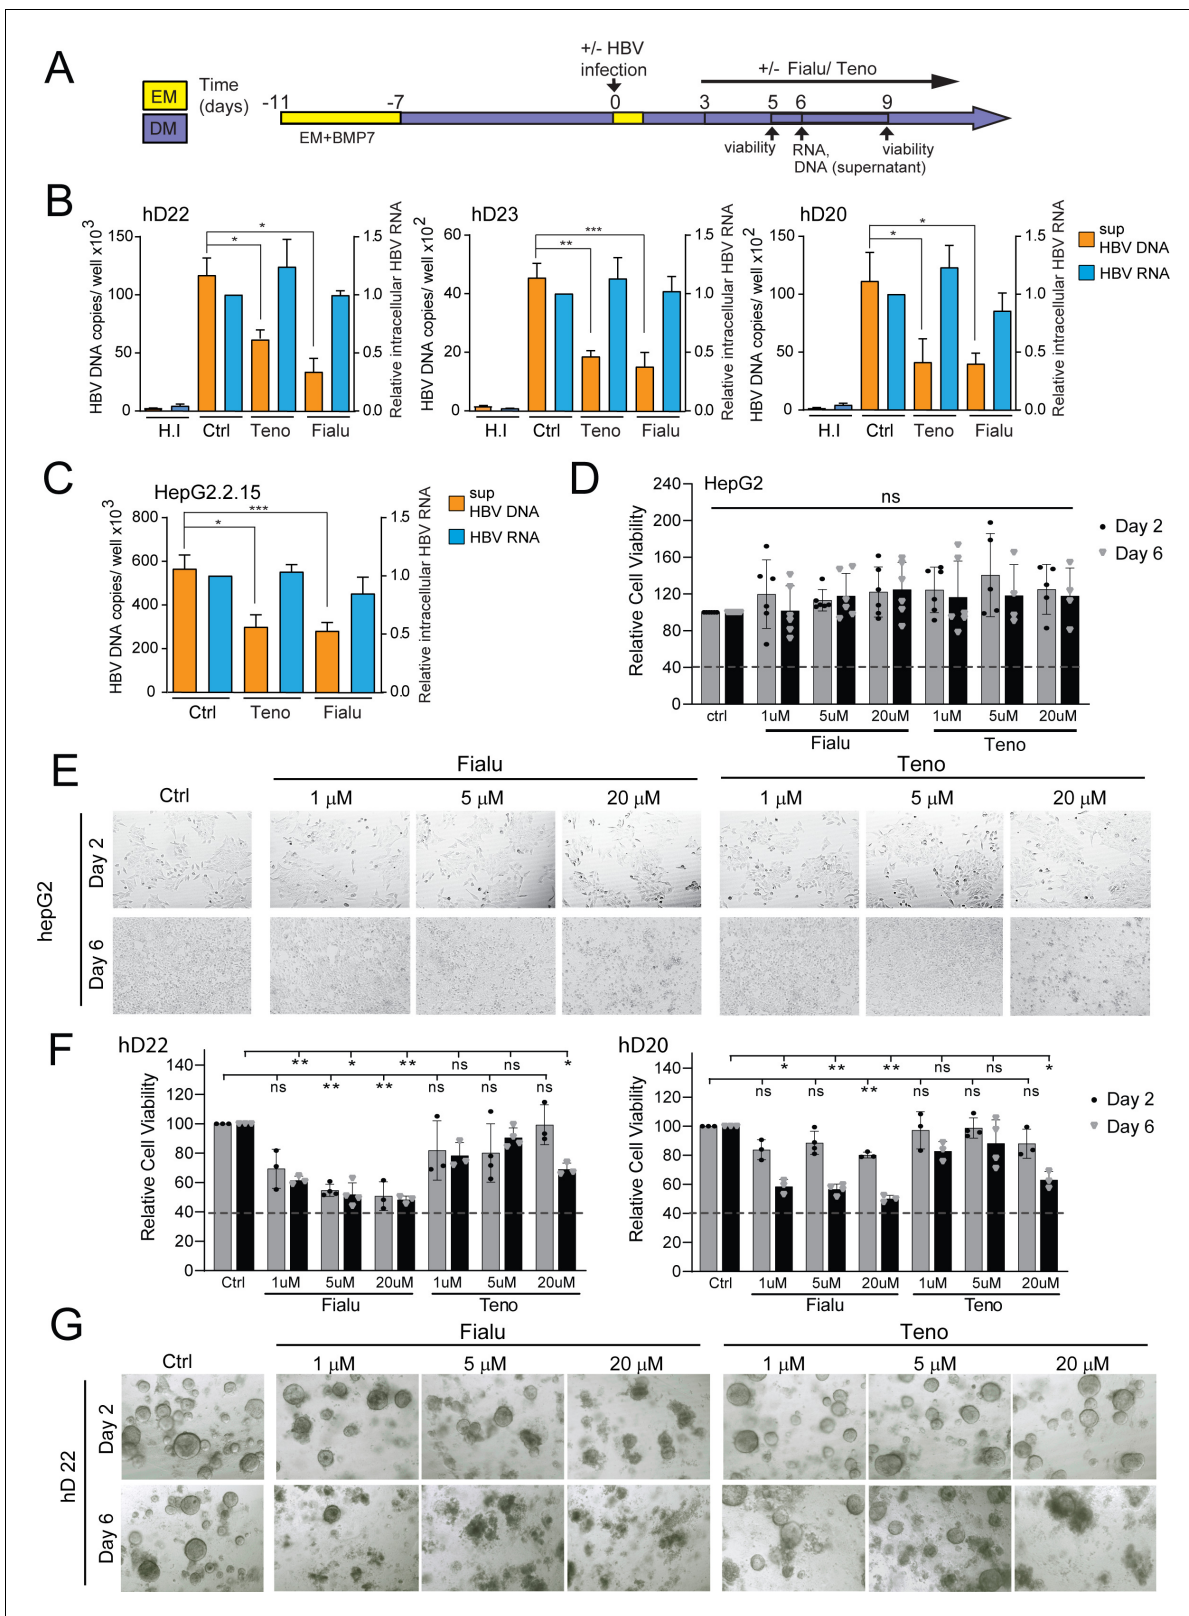 A
EM
DM
Time
(days)
+/- HBV
infection
+/- Fialu/ Teno
-11
-7
0
3
5
6
9
EM+BMP7
viability
RNA,
DNA (supernatant)
viability
B
hD22
HBV DNA copies/ well x10³
150
100
50
0
*
*
1.5
1.0
0.5
0.0
Relative intracellular HBV RNA
H.I
Ctrl
Teno
Fialu
hD23
HBV DNA copies/ well x10²
60
40
20
0
***
**
1.5
1.0
0.5
0.0
Relative intracellular HBV RNA
H.I
Ctrl
Teno
Fialu
hD20
HBV DNA copies/ well x10²
150
100
50
0
*
*
1.5
1.0
0.5
0.0
Relative intracellular HBV RNA
H.I
Ctrl
Teno
Fialu
sup
HBV DNA
HBV RNA
C
HepG2.2.15
HBV DNA copies/ well x10³
800
600
400
200
0
***
*
1.5
1.0
0.5
0.0
Relative intracellular HBV RNA
Ctrl
Teno
Fialu
sup
HBV DNA
HBV RNA
D
HepG2
Relative Cell Viability
240
200
160
120
80
40
0
ns
Day 2
Day 6
ctrl
1uM
5uM
20uM
1uM
5uM
20uM
Fialu
Teno
E
Fialu
Teno
Ctrl
1 µM
5 µM
20 µM
1 µM
5 µM
20 µM
hepG2
Day 2
Day 6
F
hD22
Relative Cell Viability
140
120
100
80
60
40
20
0
** * ** ns ns *
ns ** ** ns ns ns
Ctrl
1uM
5uM
20uM
1uM
5uM
20uM
Fialu
Teno
hD20
Relative Cell Viability
140
120
100
80
60
40
20
0
* ** ** ns ns *
ns ns ** ns ns ns
Ctrl
1uM
5uM
20uM
1uM
5uM
20uM
Fialu
Teno
Day 2
Day 6
G
Fialu
Teno
Ctrl
1 µM
5 µM
20 µM
1 µM
5 µM
20 µM
hD 22
Day 2
Day 6